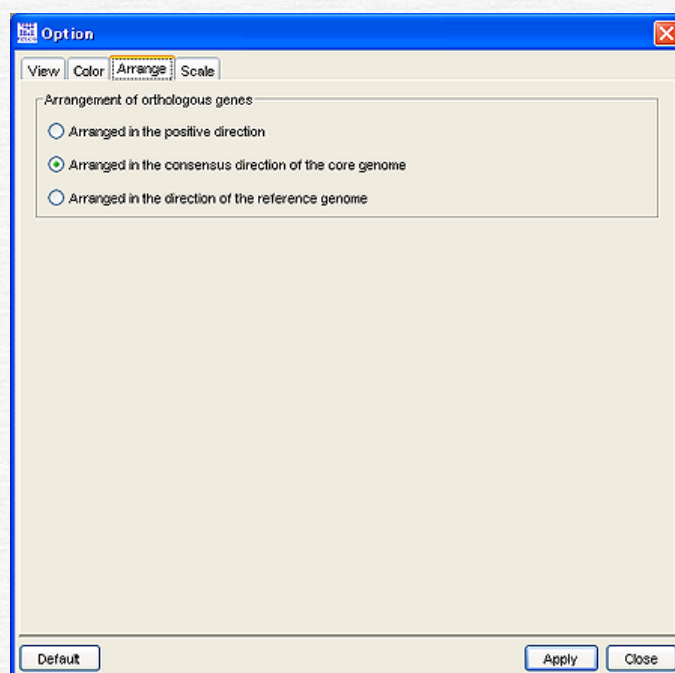 Option
View Color Arrange Scale
Arrangement of orthologous genes
Arranged in the positive direction
Arranged in the consensus direction of the core genome
Arranged in the direction of the reference genome
Default Apply Close